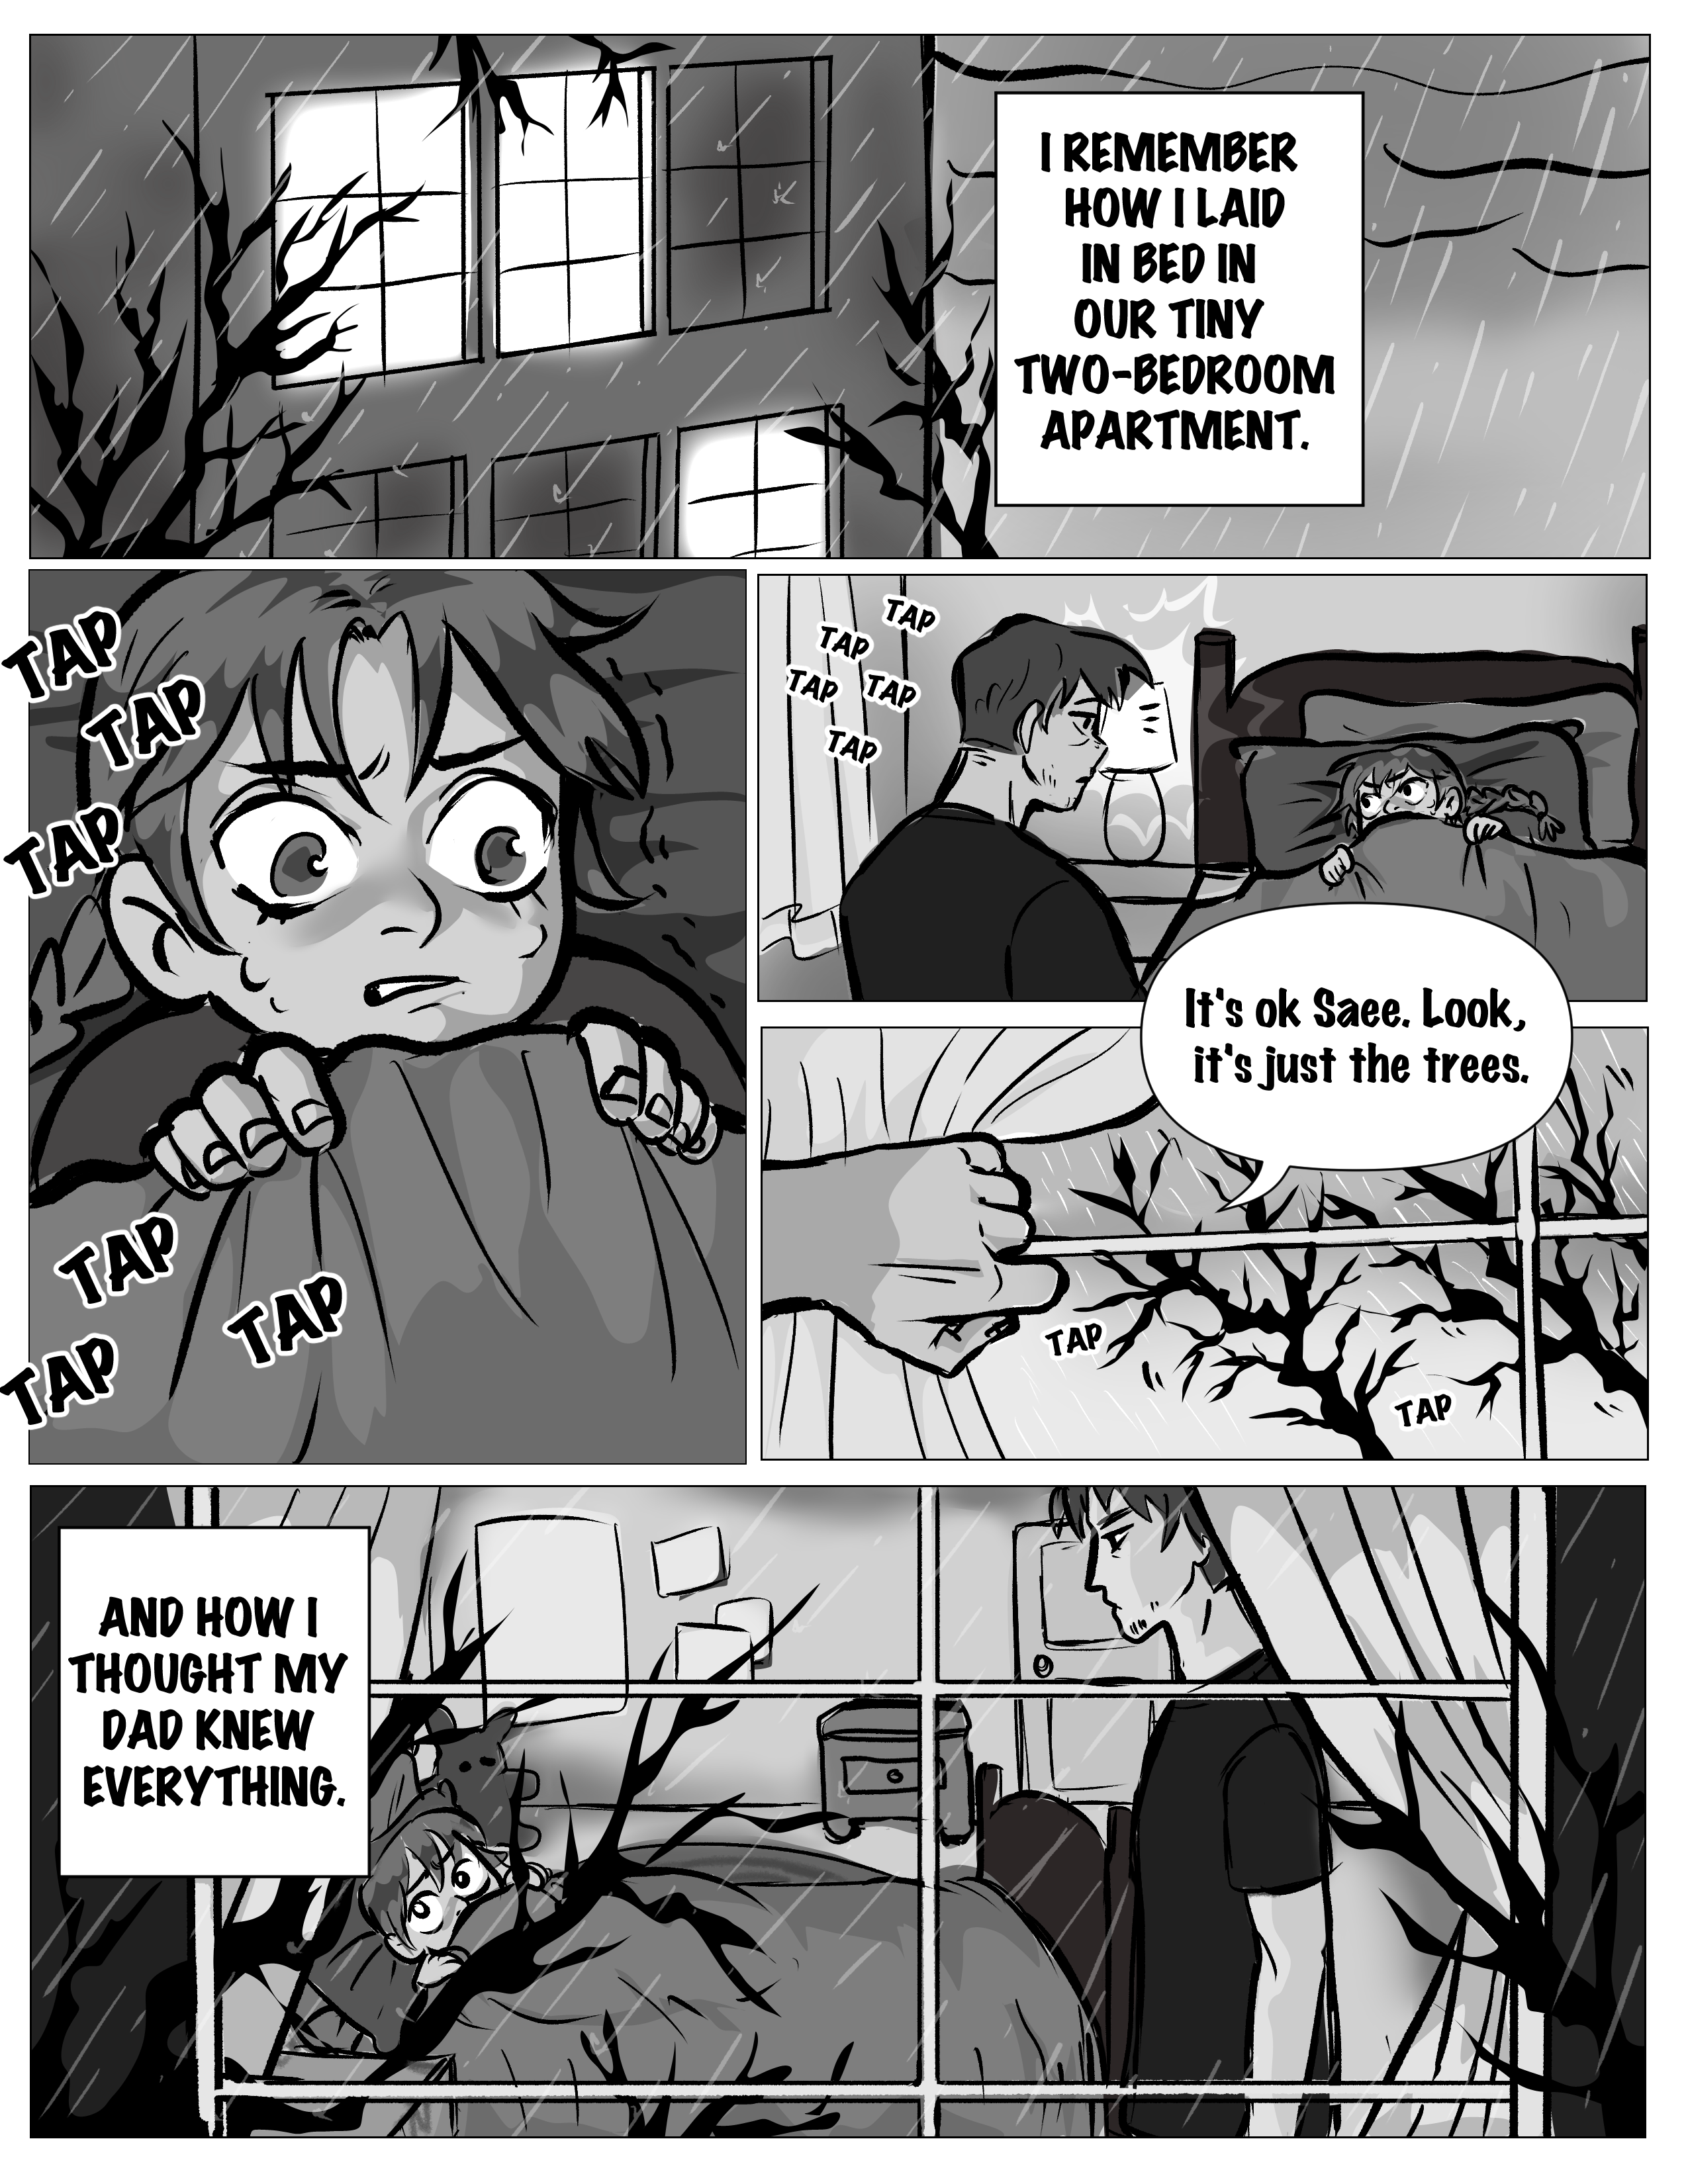 I REMEMBER
HOW I LAID
IN BED IN
OUR TINY
TWO-BEDROOM
APARTMENT.
TAP
TAP
TAP
TAP
TAP
TAP
TAP
TAP
TAP
TAP
TAP
It's ok Saee. Look,
it's just the trees.
TAP
TAP
AND HOW I
THOUGHT MY
DAD KNEW
EVERYTHING.